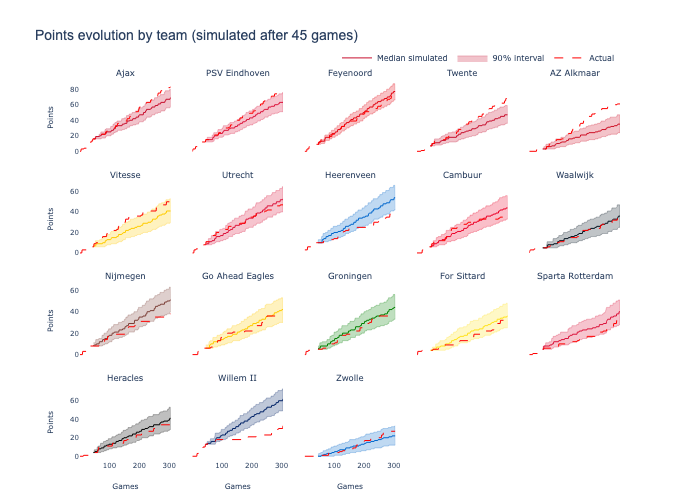 Points evolution by team (simulated after 45 games)
Median simulated 90% interval Actual
Ajax PSV Eindhoven Feyenoord Twente AZ Alkmaar
80
60
40
20
0
Points
Vitesse Utrecht Heerenveen Cambuur Waalwijk
60
40
20
0
Points
Nijmegen Go Ahead Eagles Groningen For Sittard Sparta Rotterdam
60
40
20
0
Points
Heracles Willem II Zwolle
60
40
20
0
Points
100 200 300 100 200 300 100 200 300
Games Games Games